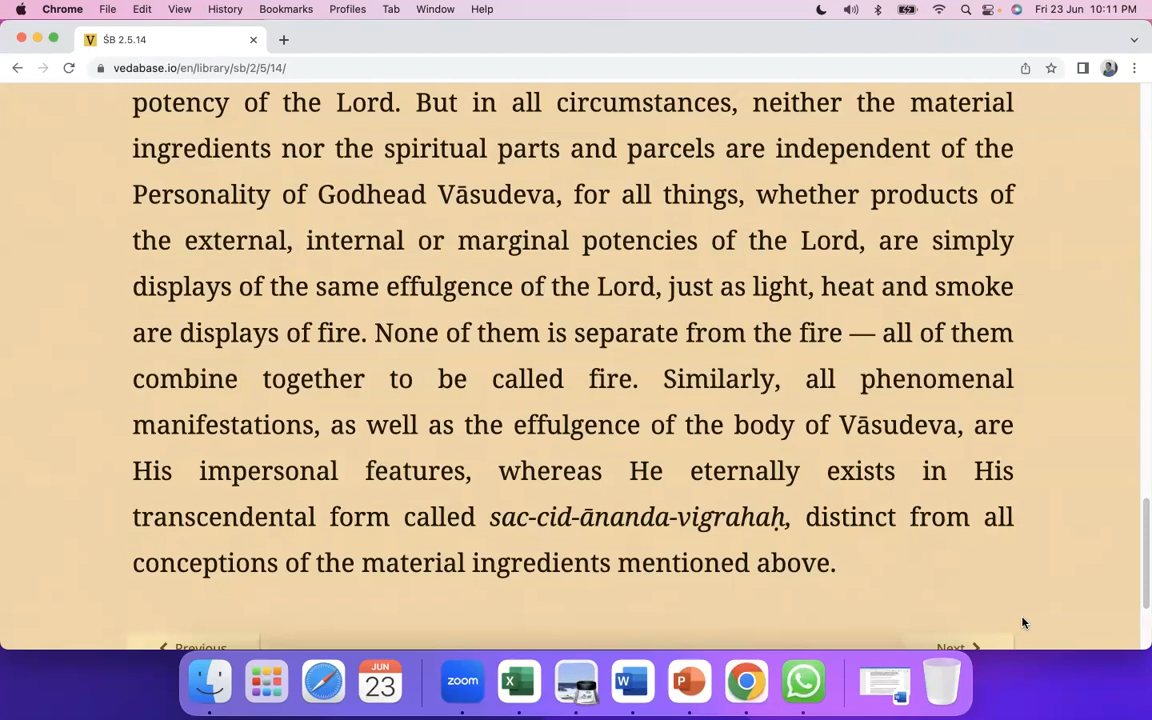 Chrome File Edit View History Bookmarks Profiles Tab Window Help Fri 23 Jun 10:11 PM
ŚB 2.5.14
vedabase.io/en/library/sb/2/5/14/
potency of the Lord. But in all circumstances, neither the material
ingredients nor the spiritual parts and parcels are independent of the
Personality of Godhead Vāsudeva, for all things, whether products of
the external, internal or marginal potencies of the Lord, are simply
displays of the same effulgence of the Lord, just as light, heat and smoke
are displays of fire. None of them is separate from the fire — all of them
combine together to be called fire. Similarly, all phenomenal
manifestations, as well as the effulgence of the body of Vāsudeva, are
His impersonal features, whereas He eternally exists in His
transcendental form called sac-cid-ānanda-vigrahaḥ, distinct from all
conceptions of the material ingredients mentioned above.
Previous Next
JUN
23
zoom